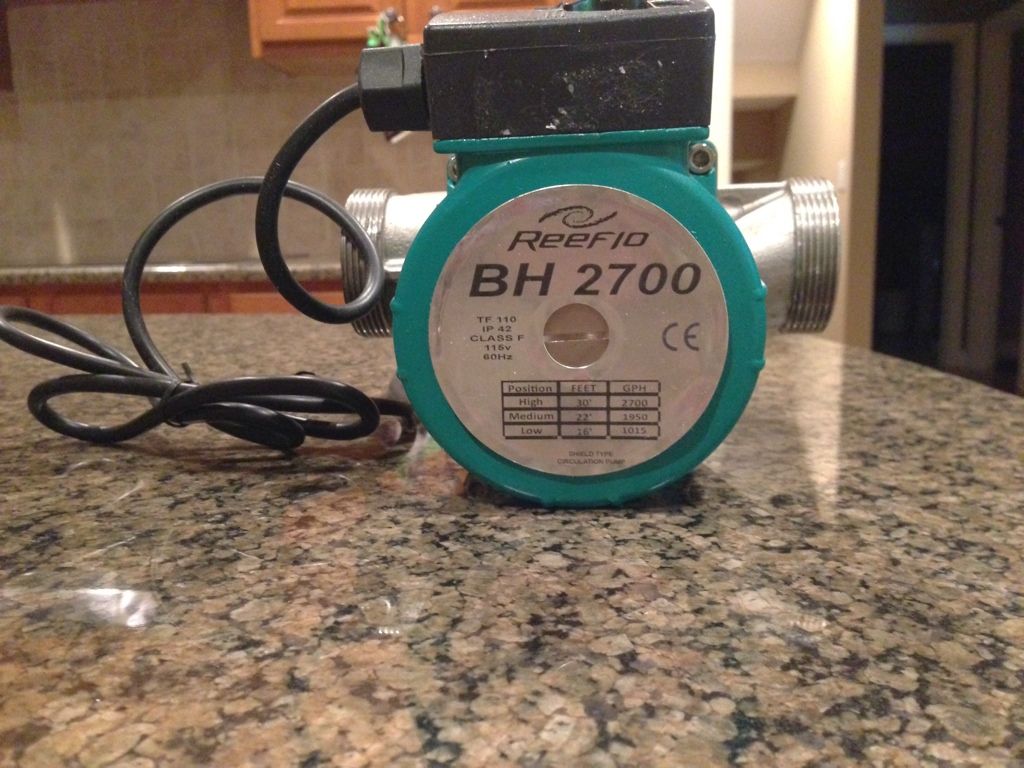 Reeflo
BH 2700
TF 110
IP 42
CLASS F
115v
60Hz
CE
Position FEET GPH
High 30' 2700
Medium 22' 1950
Low 16' 1015
SHIELD TYPE
CIRCULATION PUMP